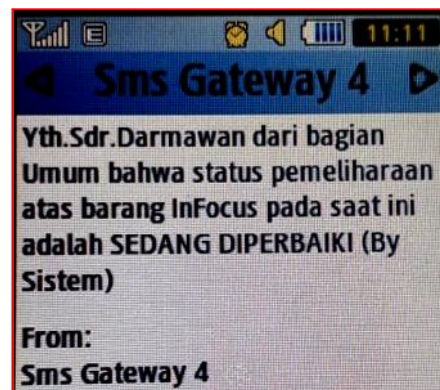 11:11
Sms Gateway 4
Yth.Sdr.Darmawan dari bagian
Umum bahwa status pemeliharaan
atas barang InFocus pada saat ini
adalah SEDANG DIPERBAIKI (By
Sistem)
From:
Sms Gateway 4